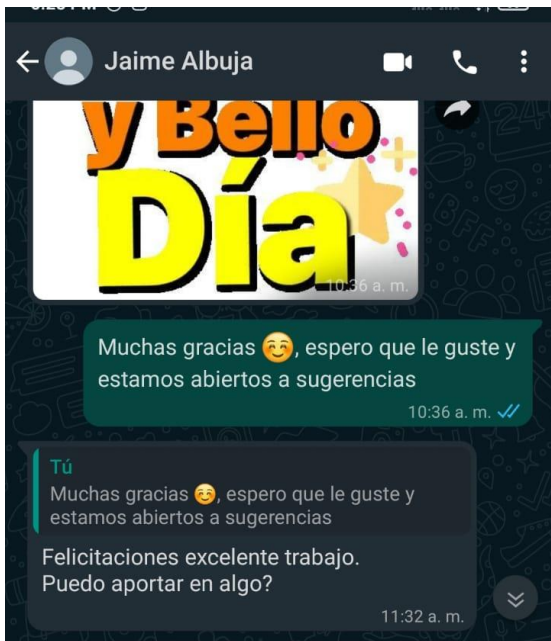 Jaime Albuja
y Bello
Día
10:36 a. m.
Muchas gracias 😊, espero que le guste y
estamos abiertos a sugerencias
10:36 a. m.
Tú
Muchas gracias 😊, espero que le guste y
estamos abiertos a sugerencias
Felicitaciones excelente trabajo.
Puedo aportar en algo?
11:32 a. m.